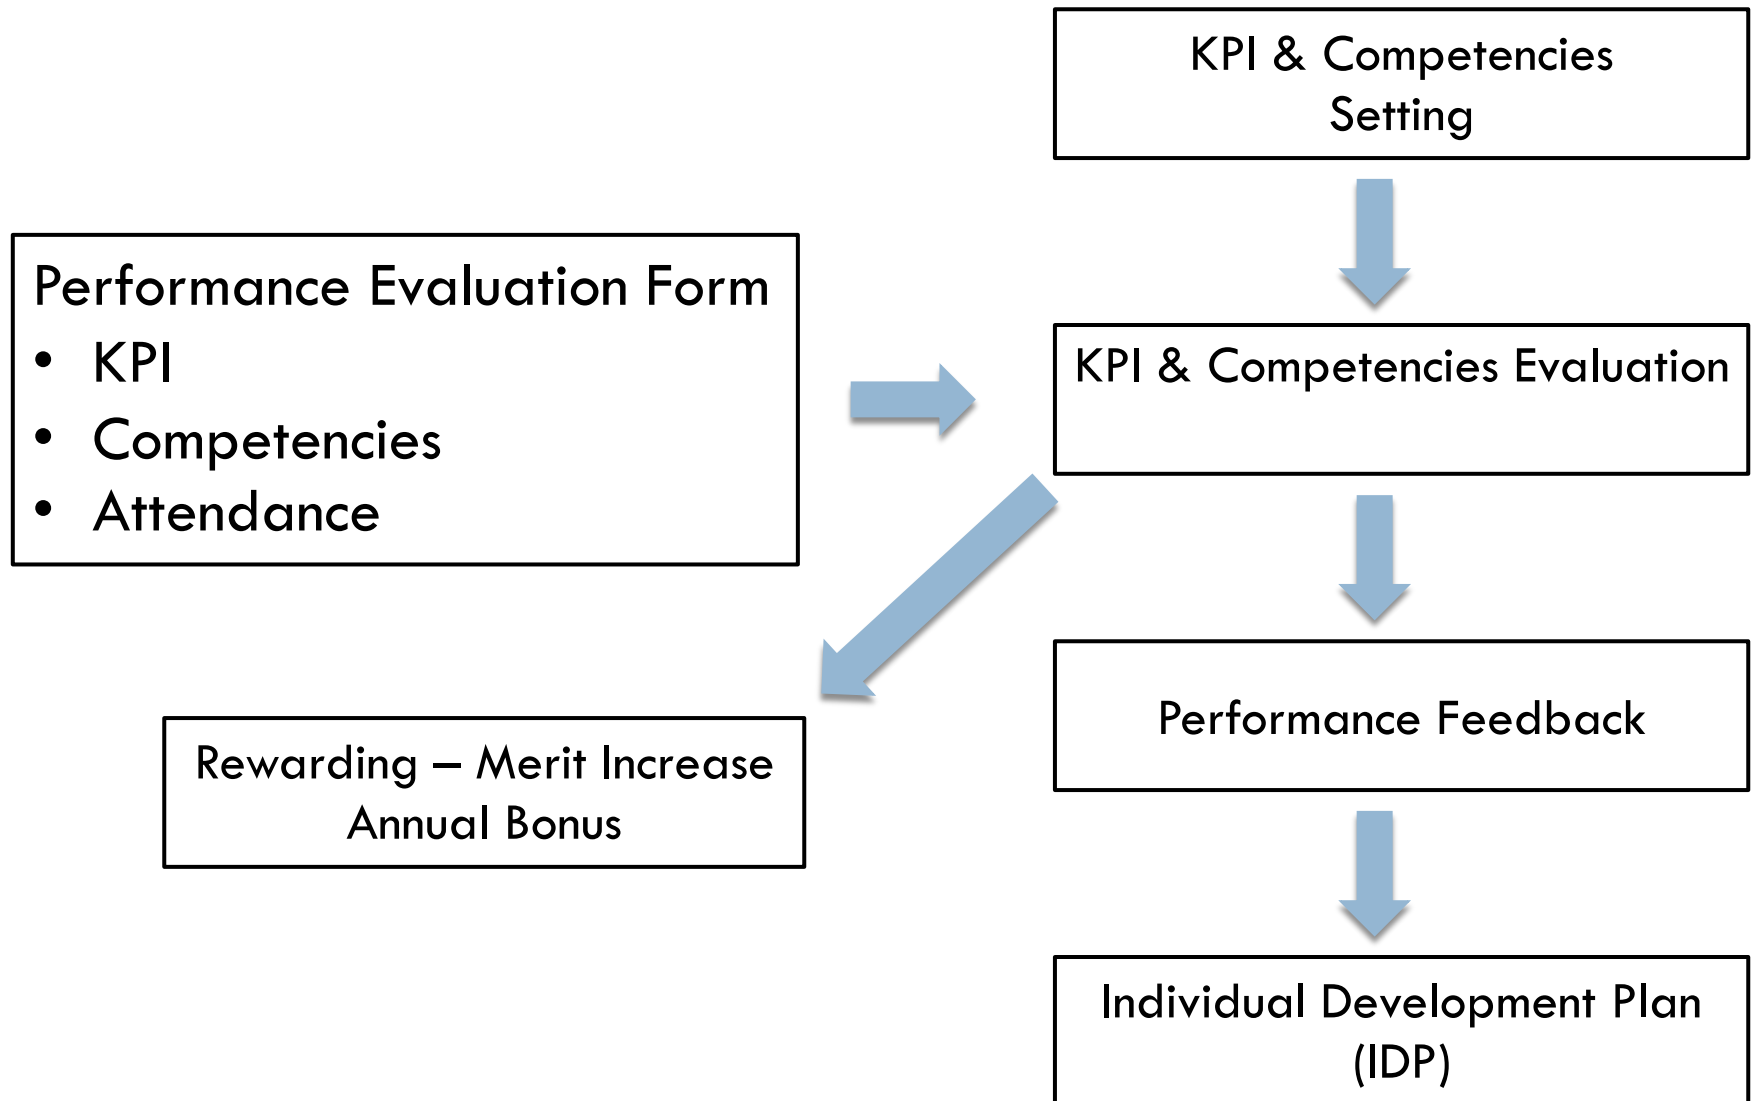 KPI & Competencies
Setting
Performance Evaluation Form
• KPI
• Competencies
• Attendance
KPI & Competencies Evaluation
Performance Feedback
Rewarding – Merit Increase
Annual Bonus
Individual Development Plan
(IDP)